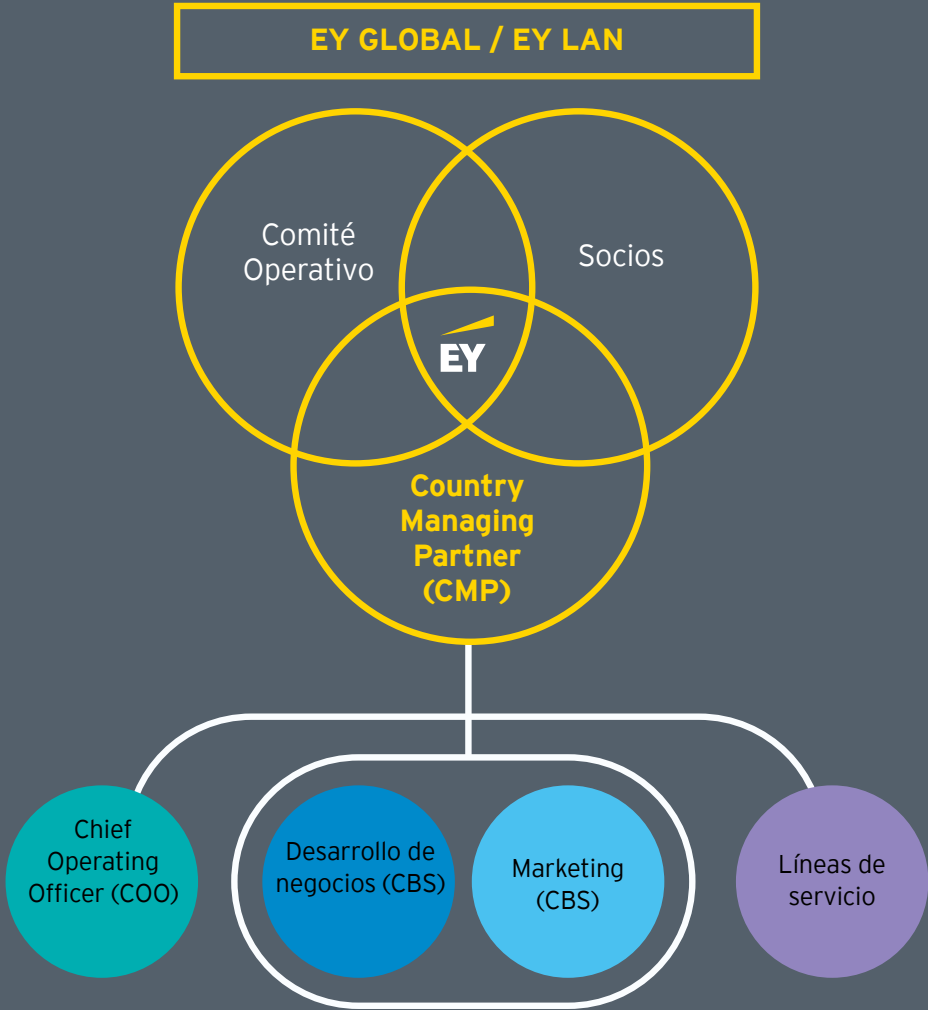 EY GLOBAL / EY LAN
Comité
Operativo
Socios
EY
Country
Managing
Partner
(CMP)
Chief
Operating
Officer (COO)
Desarrollo de
negocios (CBS)
Marketing
(CBS)
Líneas de
servicio